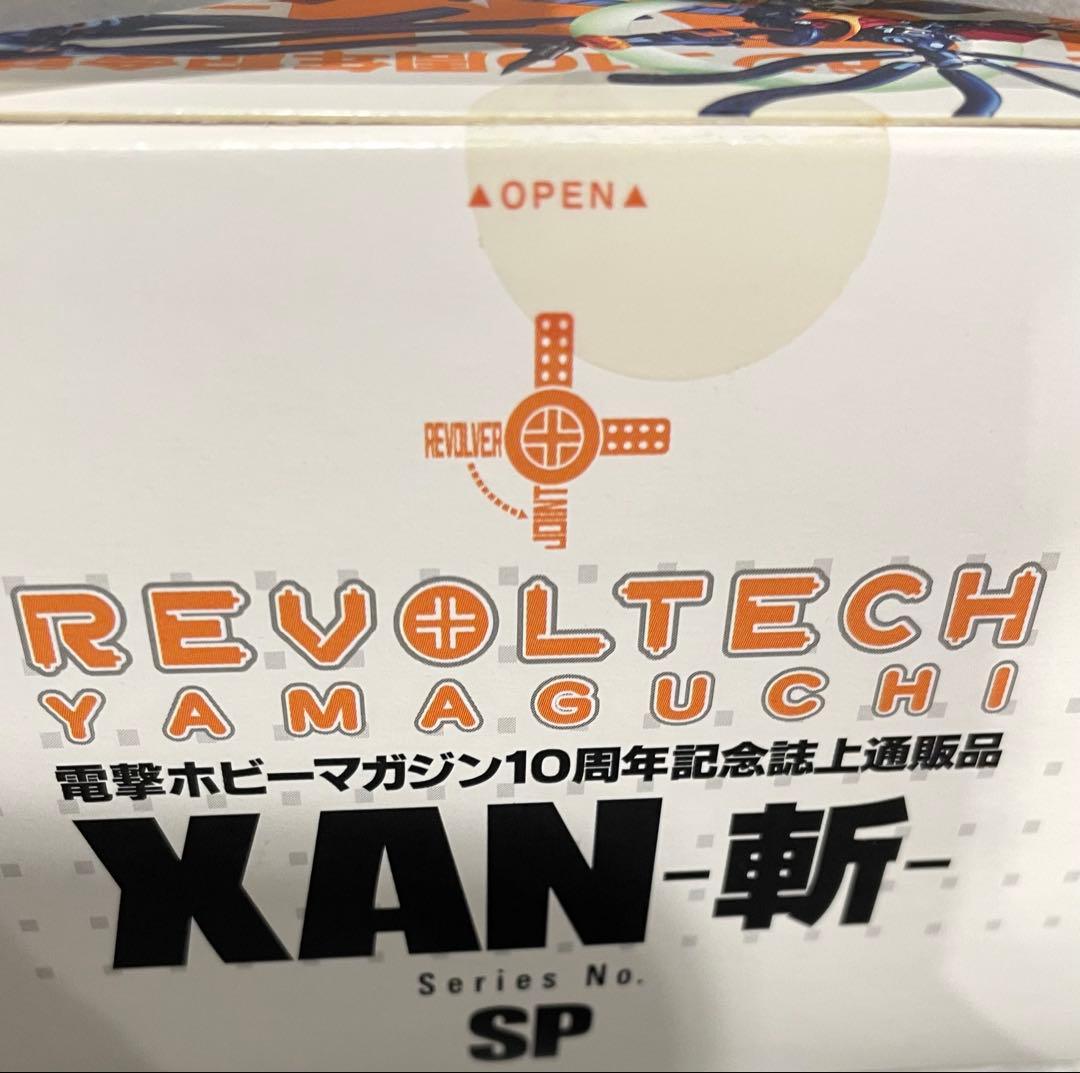 ▲OPEN▲
REVOLVER
JOINT
REVOLTECH
YAMAGUCHI
電撃ホビーマガジン10周年記念誌上通販品
XAN-斬-
Series No.
SP